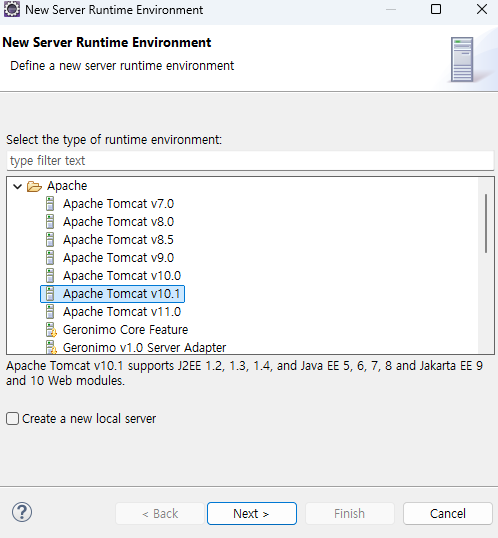 New Server Runtime Environment
New Server Runtime Environment
Define a new server runtime environment
Select the type of runtime environment:
type filter text
Apache
Apache Tomcat v7.0
Apache Tomcat v8.0
Apache Tomcat v8.5
Apache Tomcat v9.0
Apache Tomcat v10.0
Apache Tomcat v10.1
Apache Tomcat v11.0
Geronimo Core Feature
Geronimo v1.0 Server Adapter
Apache Tomcat v10.1 supports J2EE 1.2, 1.3, 1.4, and Java EE 5, 6, 7, 8 and Jakarta EE 9
and 10 Web modules.
Create a new local server
?
< Back
Next >
Finish
Cancel